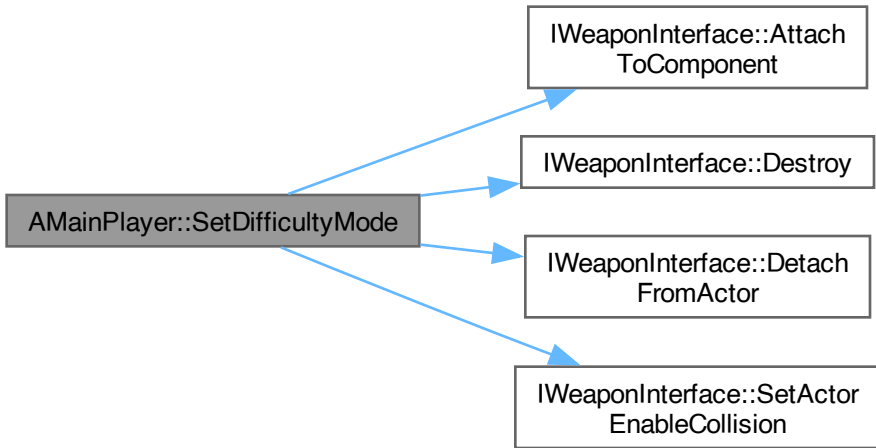 IWeaponInterface::Attach
ToComponent
IWeaponInterface::Destroy
AMainPlayer::SetDifficultyMode
IWeaponInterface::Detach
FromActor
IWeaponInterface::SetActor
EnableCollision